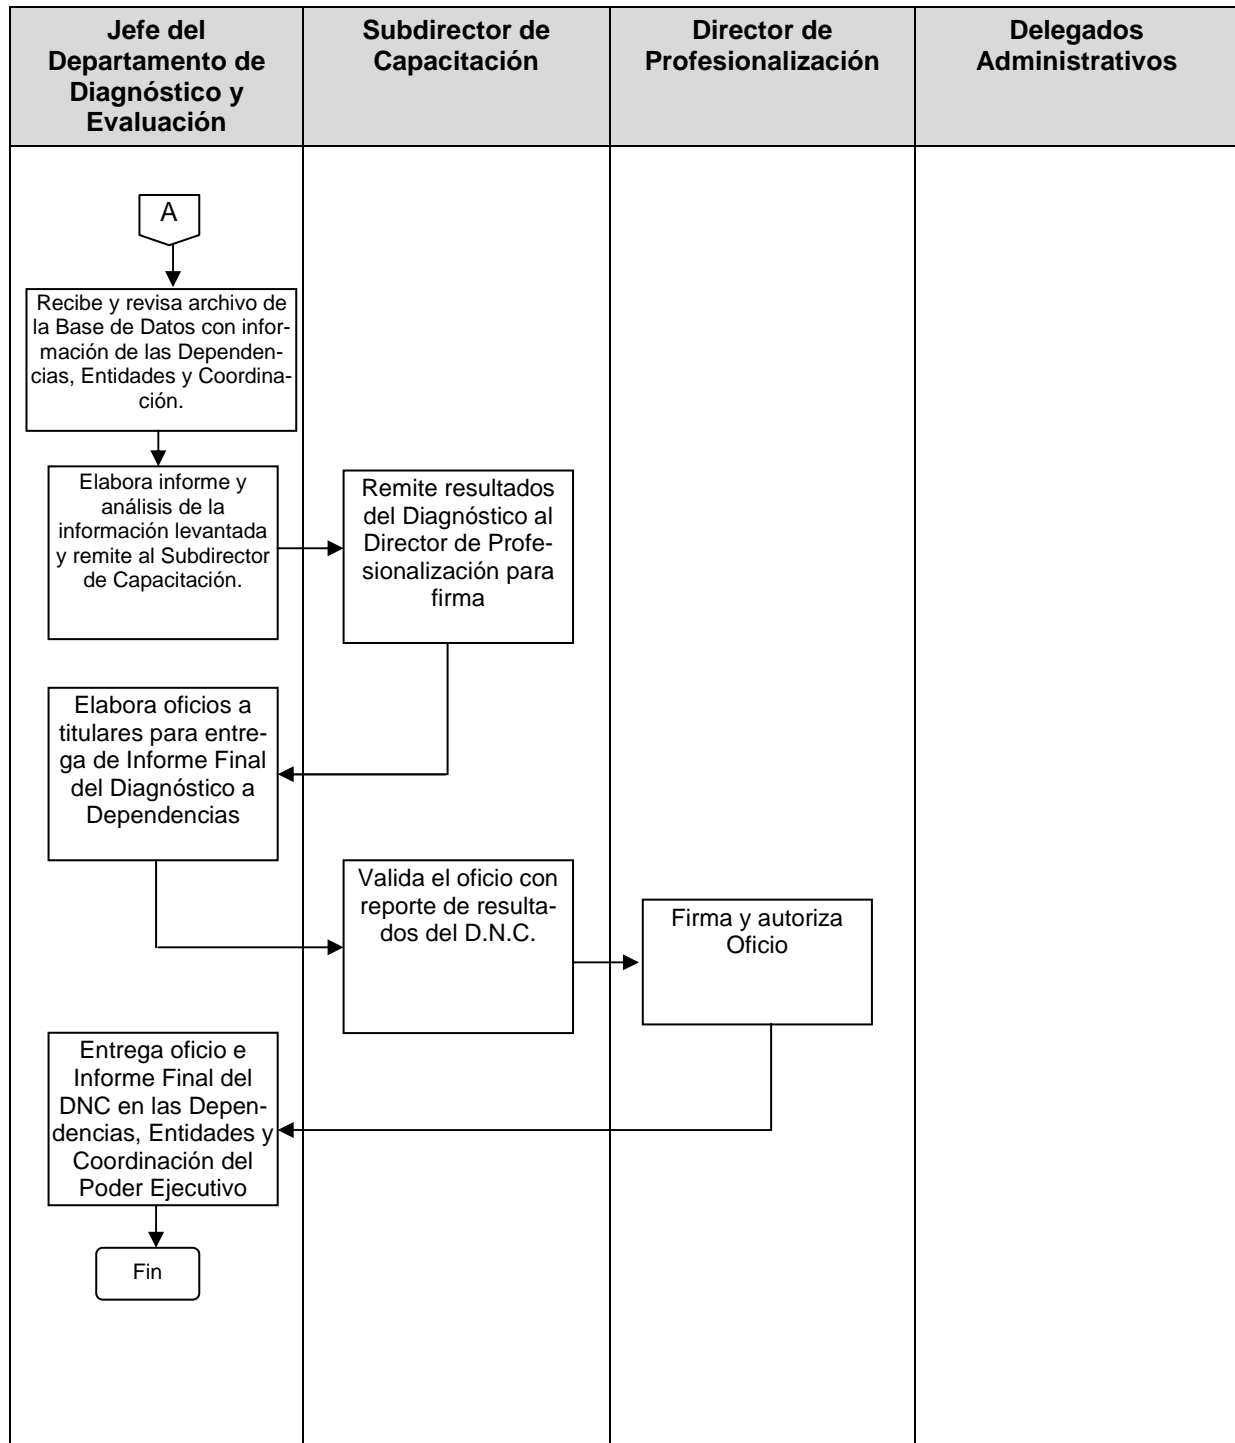 Jefe del
Departamento de
Diagnóstico y
Evaluación
Subdirector de
Capacitación
Director de
Profesionalización
Delegados
Administrativos
A
Recibe y revisa archivo de
la Base de Datos con infor-
mación de las Dependen-
cias, Entidades y Coordina-
ción.
Elabora informe y
análisis de la
información levantada
y remite al Subdirector
de Capacitación.
Remite resultados
del Diagnóstico al
Director de Profe-
sionalización para
firma
Elabora oficios a
titulares para entre-
ga de Informe Final
del Diagnóstico a
Dependencias
Valida el oficio con
reporte de resulta-
dos del D.N.C.
Firma y autoriza
Oficio
Entrega oficio e
Informe Final del
DNC en las Depen-
dencias, Entidades y
Coordinación del
Poder Ejecutivo
Fin